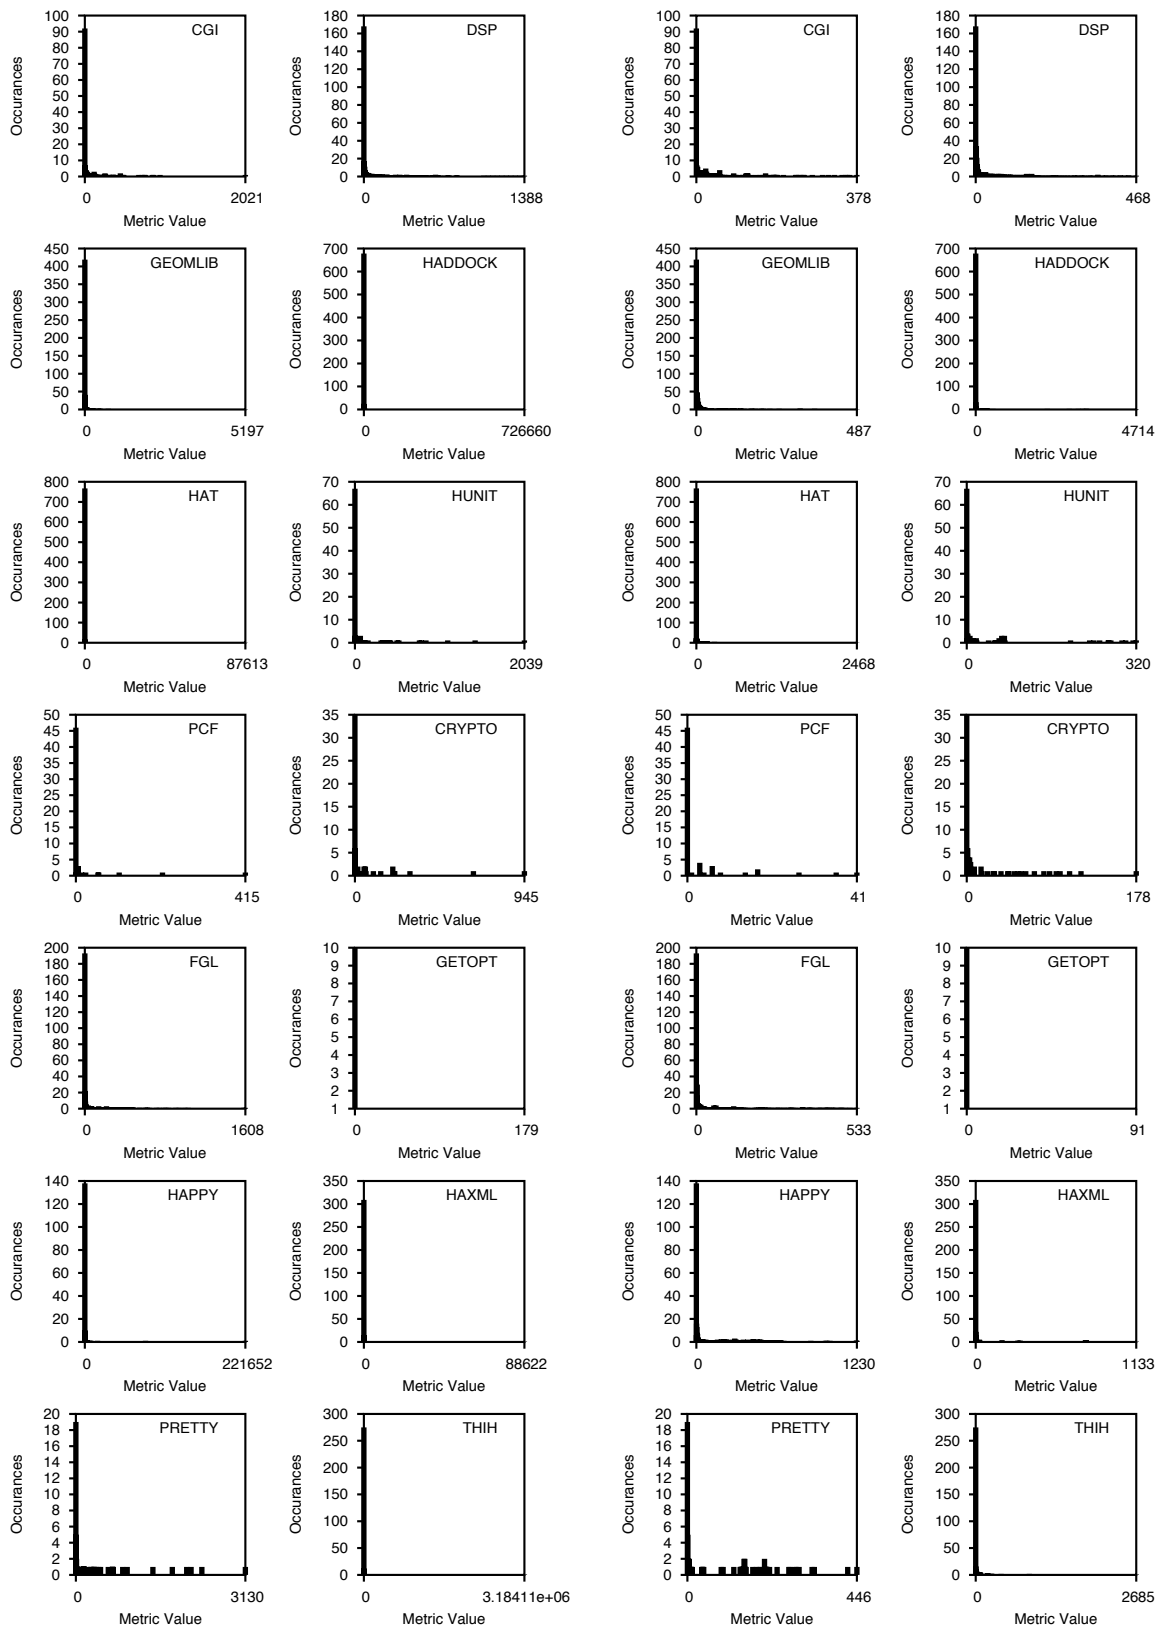 CGI
Occurances
100 90 80 70 60 50 40 30 20 10 0
0 2021
Metric Value
DSP
Occurances
180 160 140 120 100 80 60 40 20 0
0 1388
Metric Value
CGI
Occurances
100 90 80 70 60 50 40 30 20 10 0
0 378
Metric Value
DSP
Occurances
180 160 140 120 100 80 60 40 20 0
0 468
Metric Value
GEOMLIB
Occurances
450 400 350 300 250 200 150 100 50 0
0 5197
Metric Value
HADDOCK
Occurances
700 600 500 400 300 200 100 0
0 726660
Metric Value
GEOMLIB
Occurances
450 400 350 300 250 200 150 100 50 0
0 487
Metric Value
HADDOCK
Occurances
700 600 500 400 300 200 100 0
0 4714
Metric Value
HAT
Occurances
800 700 600 500 400 300 200 100 0
0 87613
Metric Value
HUNIT
Occurances
70 60 50 40 30 20 10 0
0 2039
Metric Value
HAT
Occurances
800 700 600 500 400 300 200 100 0
0 2468
Metric Value
HUNIT
Occurances
70 60 50 40 30 20 10 0
0 320
Metric Value
PCF
Occurances
50 45 40 35 30 25 20 15 10 5 0
0 415
Metric Value
CRYPTO
Occurances
35 30 25 20 15 10 5 0
0 945
Metric Value
PCF
Occurances
50 45 40 35 30 25 20 15 10 5 0
0 41
Metric Value
CRYPTO
Occurances
35 30 25 20 15 10 5 0
0 178
Metric Value
FGL
Occurances
200 180 160 140 120 100 80 60 40 20 0
0 1608
Metric Value
GETOPT
Occurances
10 9 8 7 6 5 4 3 2 1
0 179
Metric Value
FGL
Occurances
200 180 160 140 120 100 80 60 40 20 0
0 533
Metric Value
GETOPT
Occurances
10 9 8 7 6 5 4 3 2 1
0 91
Metric Value
HAPPY
Occurances
140 120 100 80 60 40 20 0
0 221652
Metric Value
HAXML
Occurances
350 300 250 200 150 100 50 0
0 88622
Metric Value
HAPPY
Occurances
140 120 100 80 60 40 20 0
0 1230
Metric Value
HAXML
Occurances
350 300 250 200 150 100 50 0
0 1133
Metric Value
PRETTY
Occurances
20 18 16 14 12 10 8 6 4 2 0
0 3130
Metric Value
THIH
Occurances
300 250 200 150 100 50 0
0 3.18411e+06
Metric Value
PRETTY
Occurances
20 18 16 14 12 10 8 6 4 2 0
0 446
Metric Value
THIH
Occurances
300 250 200 150 100 50 0
0 2685
Metric Value